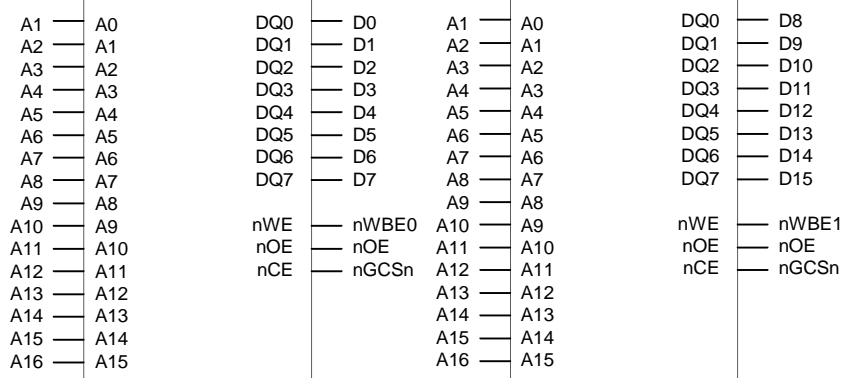 A1 A0 DQ0 D0 A1 A0 DQ0 D8
A2 A1 DQ1 D1 A2 A1 DQ1 D9
A3 A2 DQ2 D2 A3 A2 DQ2 D10
A4 A3 DQ3 D3 A4 A3 DQ3 D11
A5 A4 DQ4 D4 A5 A4 DQ4 D12
A6 A5 DQ5 D5 A6 A5 DQ5 D13
A7 A6 DQ6 D6 A7 A6 DQ6 D14
A8 A7 DQ7 D7 A8 A7 DQ7 D15
A9 A8 A9 A8
A10 A9 nWE nWBE0 A10 A9 nWE nWBE1
A11 A10 nOE nOE A11 A10 nOE nOE
A12 A11 nCE nGCSn A12 A11 nCE nGCSn
A13 A12 A13 A12
A14 A13 A14 A13
A15 A14 A15 A14
A16 A15 A16 A15